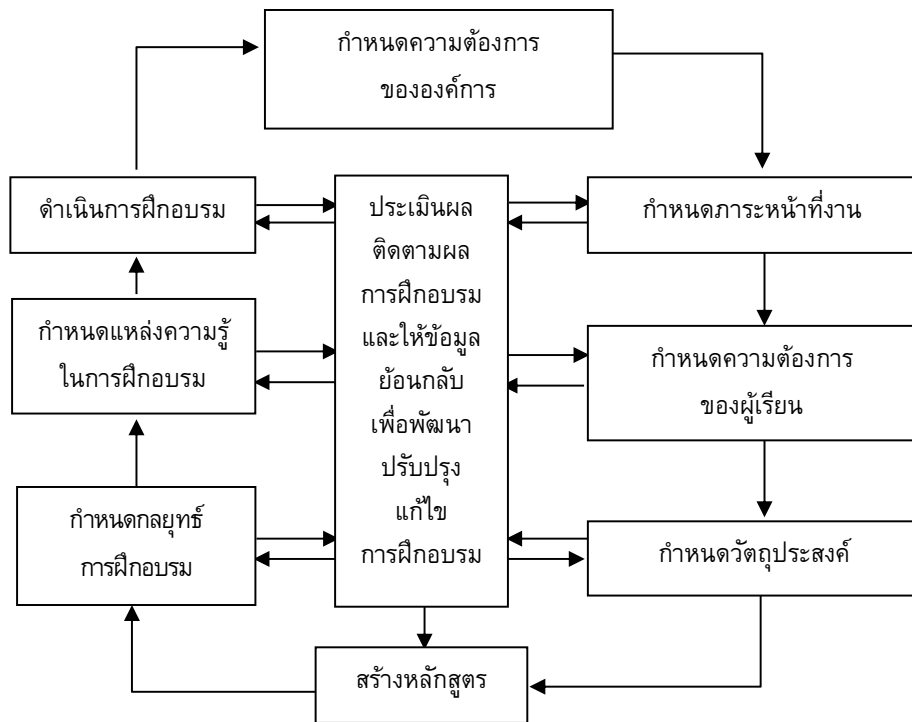 กำหนดความต้องการ
ขององค์การ
ดำเนินการฝึกอบรม
ประเมินผล
ติดตามผล
การฝึกอบรม
และให้ข้อมูล
ย้อนกลับ
เพื่อพัฒนา
ปรับปรุง
แก้ไข
การฝึกอบรม
กำหนดภาระหน้าที่งาน
กำหนดแหล่งความรู้
ในการฝึกอบรม
กำหนดความต้องการ
ของผู้เรียน
กำหนดกลยุทธ์
การฝึกอบรม
กำหนดวัตถุประสงค์
สร้างหลักสูตร